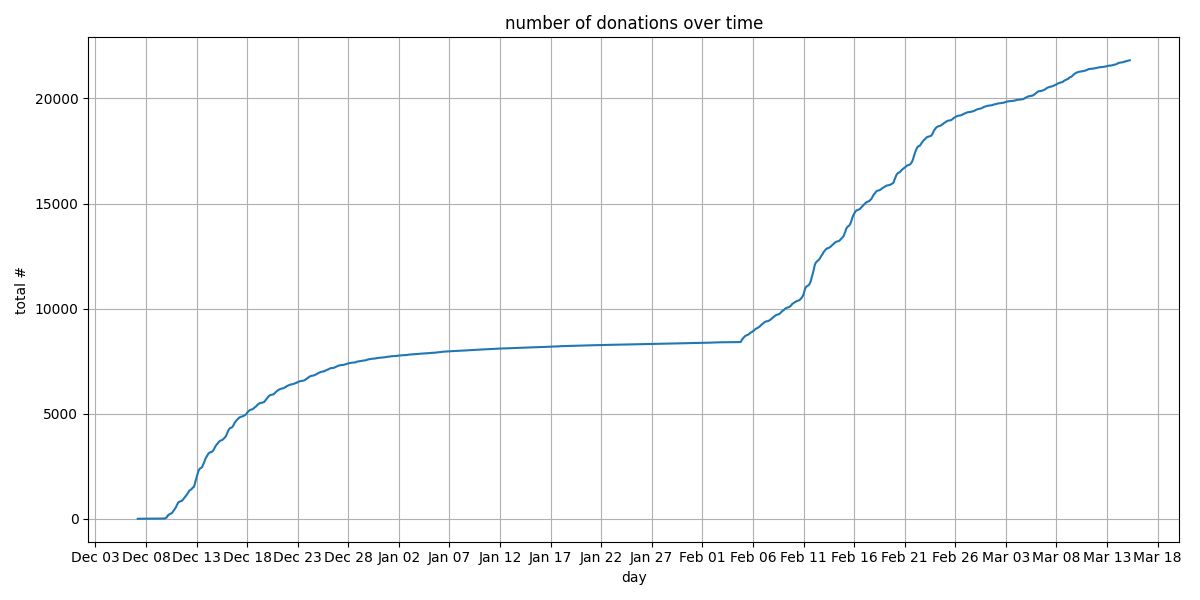 number of donations over time
total #
20000
15000
10000
5000
0
Dec 03 Dec 08 Dec 13 Dec 18 Dec 23 Dec 28 Jan 02 Jan 07 Jan 12 Jan 17 Jan 22 Jan 27 Feb 01 Feb 06 Feb 11 Feb 16 Feb 21 Feb 26 Mar 03 Mar 08 Mar 13 Mar 18
day